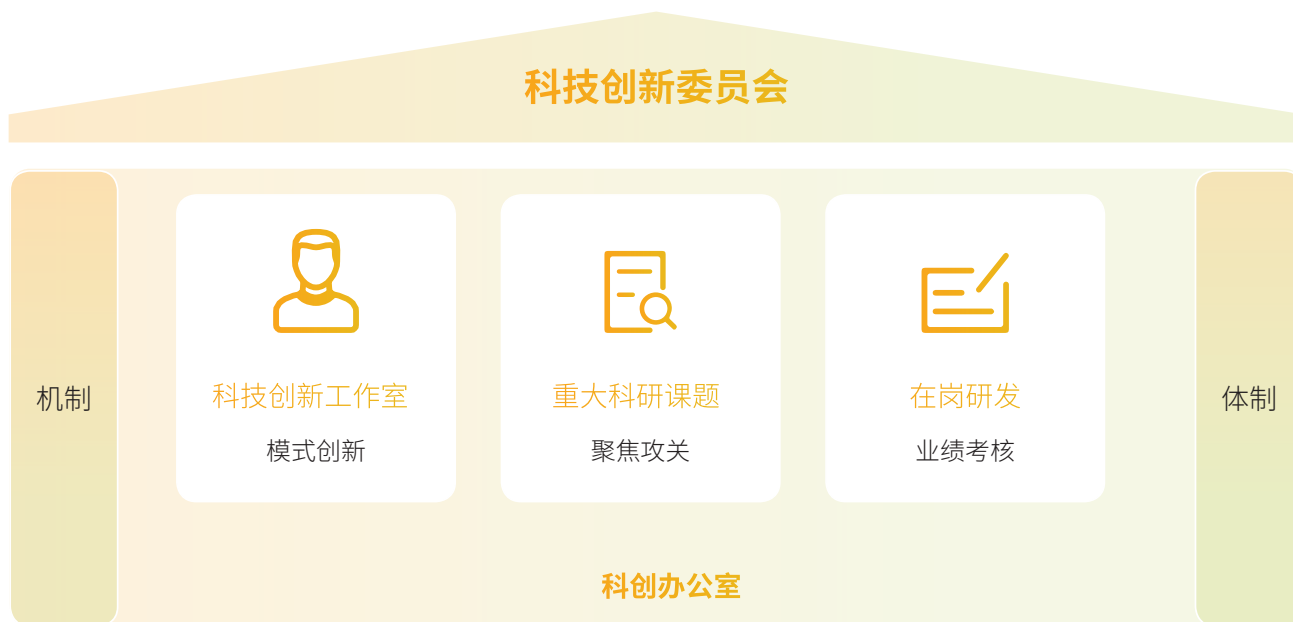 科技创新委员会
机制
科技创新工作室
模式创新
重大科研课题
聚焦攻关
在岗研发
业绩考核
体制
科创办公室